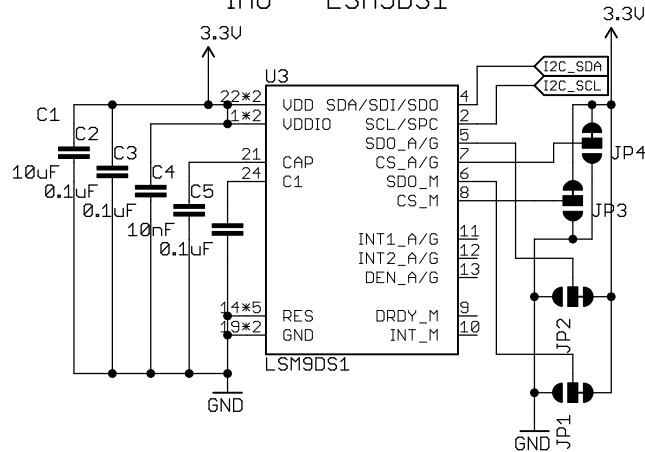 IMU LSM9DS1
3.3V
3.3V
U3
I2C_SDA
I2C_SCL
22*2 VDD SDA/SDI/SDO 4
1*2 VDDIO SCL/SPC 2
SDO_A/G 5
21 CAP CS_A/G 7
24 C1 SDO_M 6
CS_M 8
INT1_A/G 11
INT2_A/G 12
DEN_A/G 13
14*5 RES DRDY_M 9
19*2 GND INT_M 10
LSM9DS1
C1
10uF
C2
0.1uF
C3
0.1uF
C4
10nF
C5
0.1uF
GND
JP4
JP3
JP2
JP1
GND